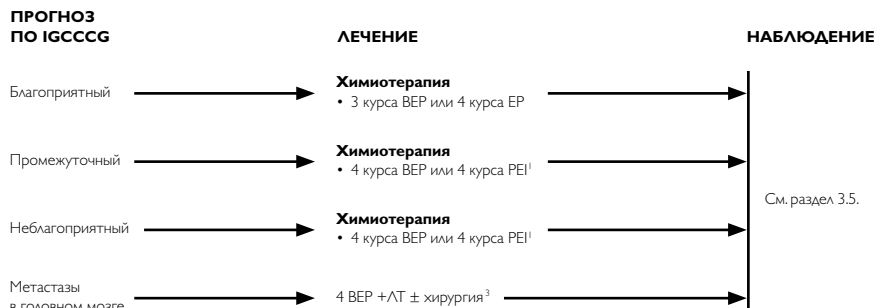 ПРОГНОЗ
ПО IGCCCG ЛЕЧЕНИЕ НАБЛЮДЕНИЕ
Благоприятный
Химиотерапия
• 3 курса BEP или 4 курса EP
Промежуточный
Химиотерапия
• 4 курса BEP или 4 курса PEI¹
См. раздел 3.5.
Неблагоприятный
Химиотерапия
• 4 курса BEP или 4 курса PEI¹
Метастазы
в головном мозге
4 BEP +ЛТ ± хирургия³